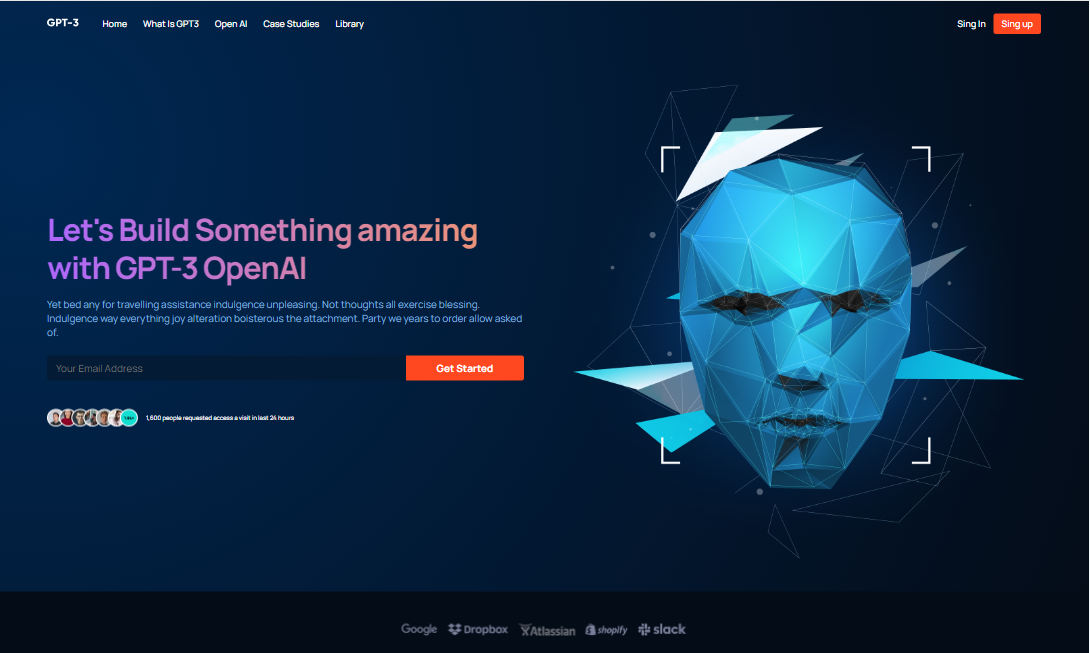 GPT-3 Home What Is GPT3 Open AI Case Studies Library Sing In Sing up
Let's Build Something amazing
with GPT-3 OpenAI
Yet bed any for travelling assistance indulgence unpleasing. Not thoughts all exercise blessing.
Indulgence way everything joy alteration boisterous the attachment. Party we years to order allow asked
of.
Your Email Address Get Started
1,600 people requested access a visit in last 24 hours
Google Dropbox Atlassian shopify slack